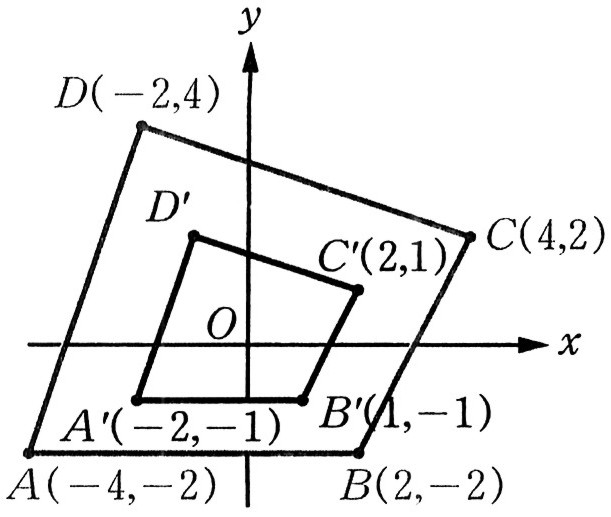 y
D(−2,4)
D′
C′(2,1)
C(4,2)
O
x
A′(−2,−1)
B′(1,−1)
A(−4,−2)
B(2,−2)